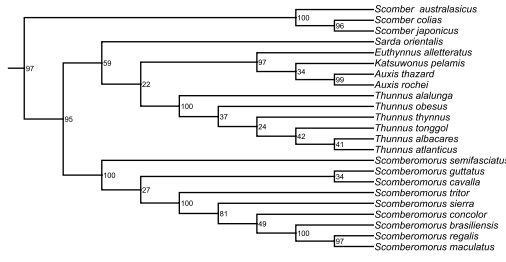 Scomber australasicus
100
Scomber colias
96
Scomber japonicus
97
Sarda orientalis
59
Euthynnus alletteratus
97
Katsuwonus pelamis
34
22
Auxis thazard
99
Auxis rochei
Thunnus alalunga
100
Thunnus obesus
37
Thunnus thynnus
95
24
Thunnus tonggol
42
Thunnus albacares
41
Thunnus atlanticus
Scomberomorus semifasciatus
100
Scomberomorus guttatus
34
Scomberomorus cavalla
27
Scomberomorus tritor
100
Scomberomorus sierra
81
Scomberomorus concolor
49
Scomberomorus brasiliensis
100
Scomberomorus regalis
97
Scomberomorus maculatus